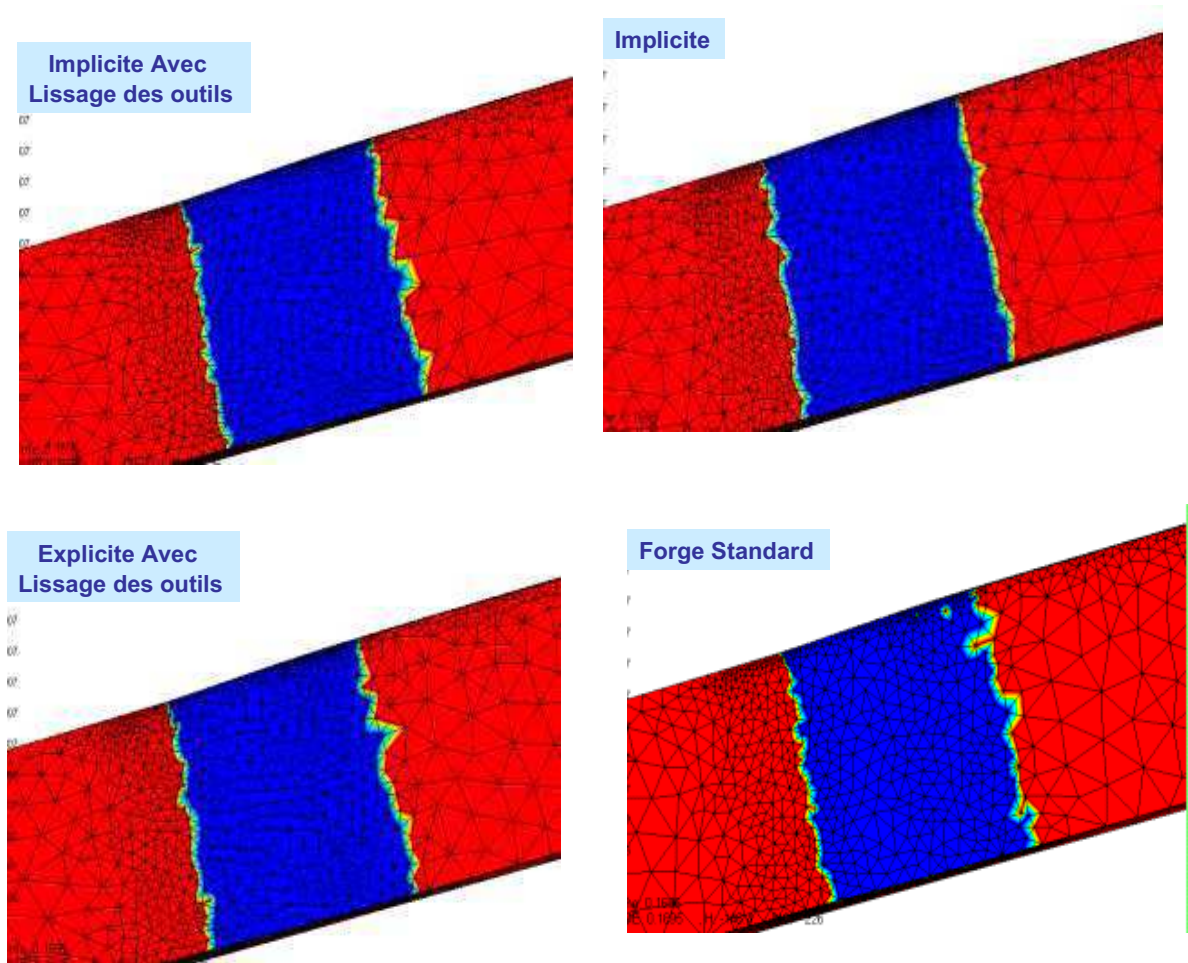 Implicite Avec
Lissage des outils
Implicite
Explicite Avec
Lissage des outils
Forge Standard